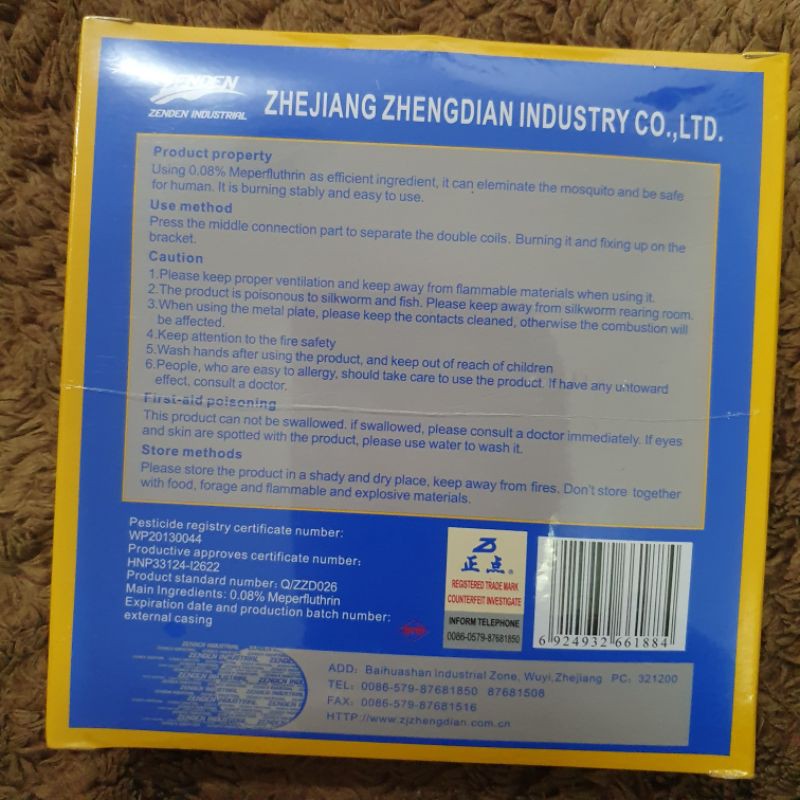 ZENDEN
ZENDEN INDUSTRIAL
ZHEJIANG ZHENGDIAN INDUSTRY CO.,LTD.
Product property
Using 0.08% Meperfluthrin as efficient ingredient, it can eleminate the mosquito and be safe
for human. It is burning stably and easy to use.
Use method
Press the middle connection part to separate the double coils. Burning it and fixing up on the
bracket.
Caution
1.Please keep proper ventilation and keep away from flammable materials when using it.
2.The product is poisonous to silkworm and fish. Please keep away from silkworm rearing room.
3.When using the metal plate, please keep the contacts cleaned, otherwise the combustion will
be affected.
4.Keep attention to the fire safety
5.Wash hands after using the product, and keep out of reach of children
6.People, who are easy to allergy, should take care to use the product. If have any untoward
effect, consult a doctor.
First-aid poisoning
This product can not be swallowed. if swallowed, please consult a doctor immediately. If eyes
and skin are spotted with the product, please use water to wash it.
Store methods
Please store the product in a shady and dry place, keep away from fires. Don't store together
with food, forage and flammable and explosive materials.
Pesticide registry certificate number:
WP20130044
Productive approves certificate number:
HNP33124-I2622
Product standard number: Q/ZZD026
Main Ingredients: 0.08% Meperfluthrin
Expiration date and production batch number:
external casing
正点®
REGISTERED TRADE MARK
COUNTERFEIT INVESTIGATE
INFORM TELEPHONE
0086-0579-87681850
6 924932 661884
ZENDEN INDUSTRIAL
ADD: Baihuashan Industrial Zone, Wuyi,Zhejiang PC: 321200
TEL: 0086-579-87681850 87681508
FAX: 0086-579-87681516
HTTP://www.zjzhengdian.com.cn